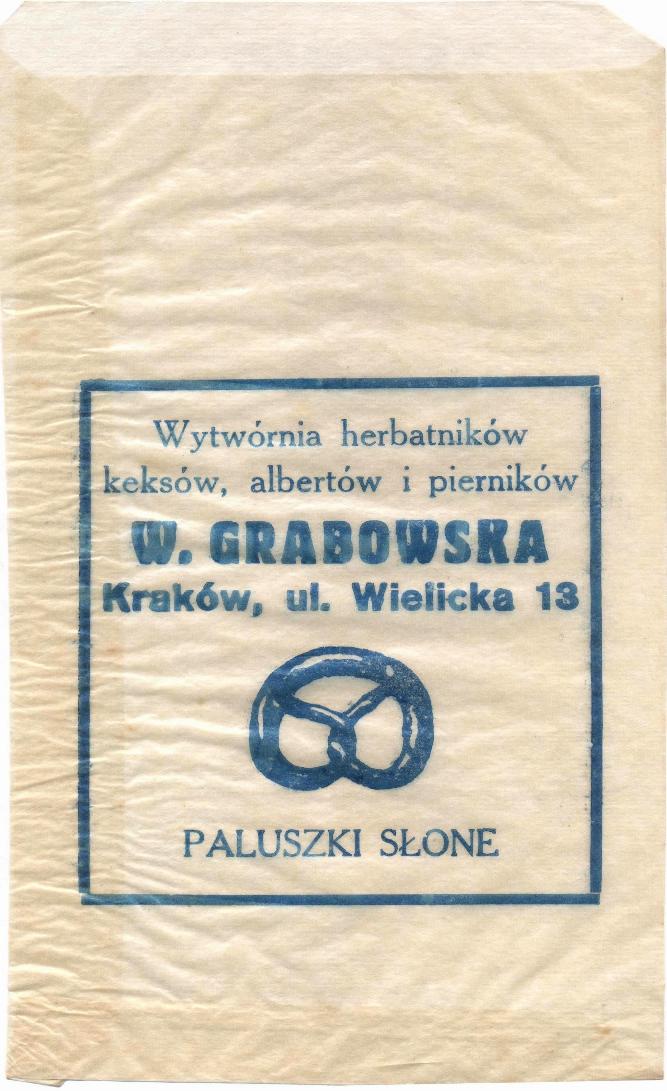 Wytwórnia herbatników
keksów, albertów i pierników
W. GRABOWSKA
Kraków, ul. Wielicka 13
PALUSZKI SŁONE